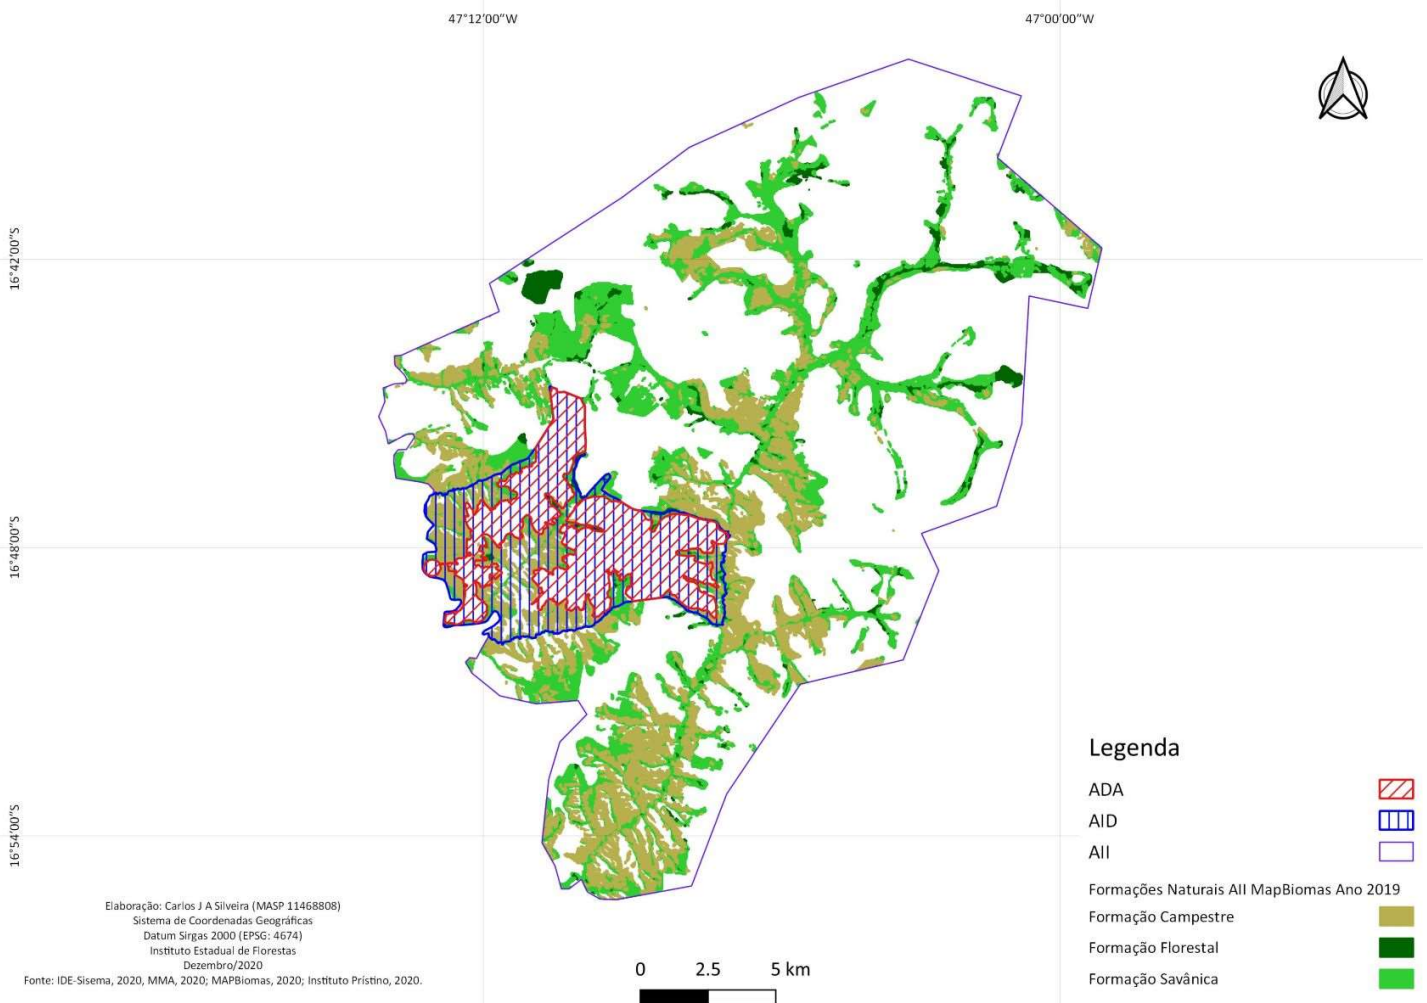 47°12'00''W
47°00'00''W
16°42'00''S
16°48'00''S
16°54'00''S
Legenda
ADA
AID
AII
Formações Naturais AII MapBiomas Ano 2019
Formação Campestre
Formação Florestal
Formação Savânica
Elaboração: Carlos J A Silveira (MASP 11468808)
Sistema de Coordenadas Geográficas
Datum Sirgas 2000 (EPSG: 4674)
Instituto Estadual de Florestas
Dezembro/2020
Fonte: IDE-Sisema, 2020, MMA, 2020; MAPBiomas, 2020; Instituto Prístino, 2020.
0 2.5 5 km